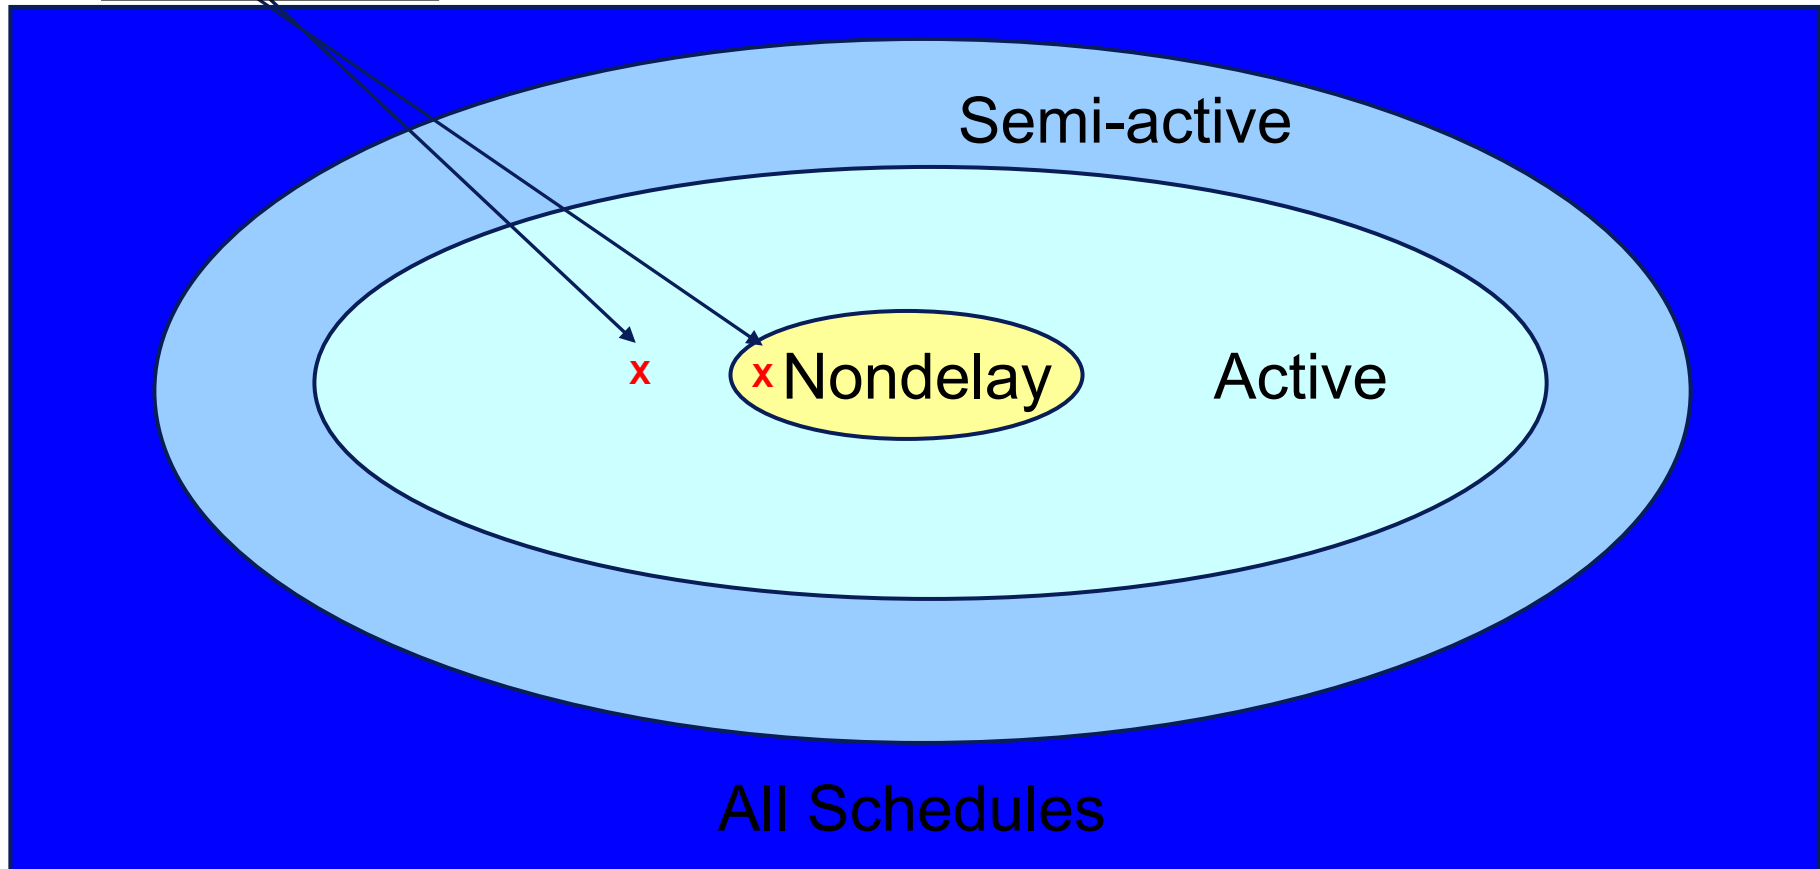 Semi-active
x
x
Nondelay
Active
All Schedules